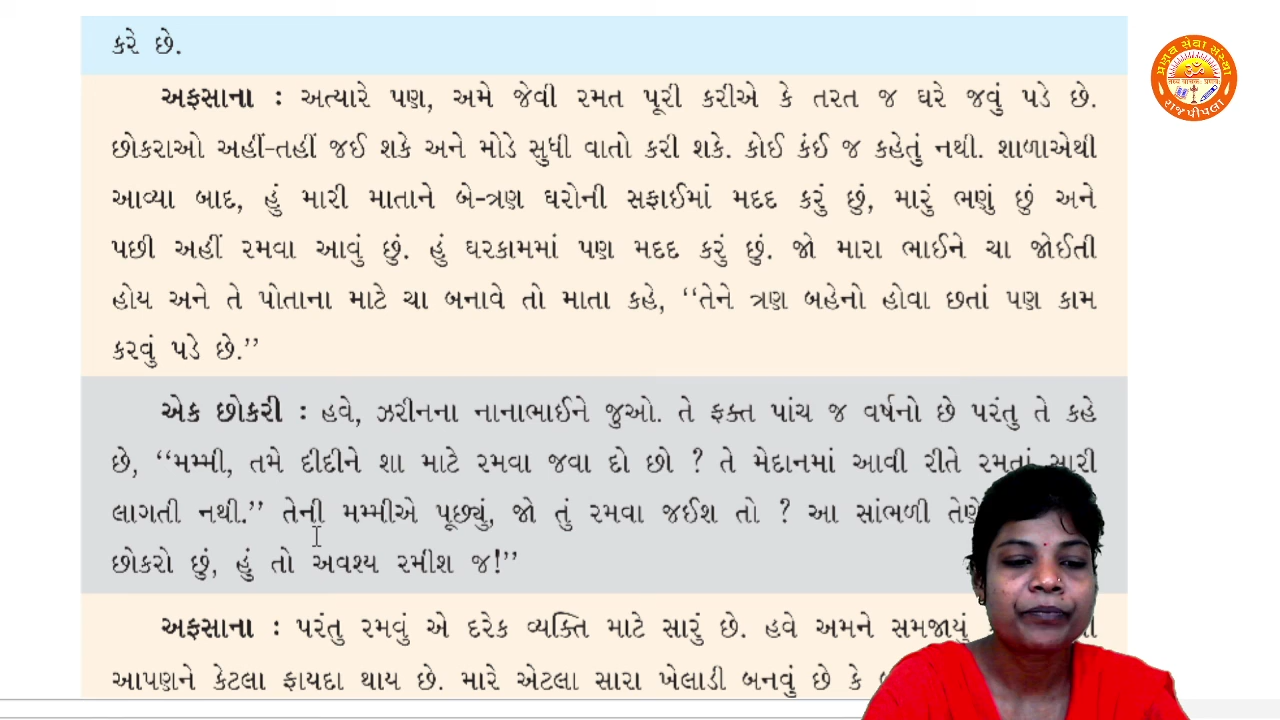 કરે છે.
અફસાના : અત્યારે પણ, અમે જેવી રમત પૂરી કરીએ કે તરત જ ઘરે જવું પડે છે.
છોકરાઓ અહીં-તહીં જઈ શકે અને મોડે સુધી વાતો કરી શકે. કોઈ કંઈ જ કહેતું નથી. શાળાએથી
આવ્યા બાદ, હું મારી માતાને બે-ત્રણ ઘરોની સફાઈમાં મદદ કરું છું, મારું ભણું છું અને
પછી અહીં રમવા આવું છું. હું ઘરકામમાં પણ મદદ કરું છું. જો મારા ભાઈને ચા જોઈતી
હોય અને તે પોતાના માટે ચા બનાવે તો માતા કહે, ‘‘તેને ત્રણ બહેનો હોવા છતાં પણ કામ
કરવું પડે છે.’’
એક છોકરી : હવે, ઝરીનના નાનાભાઈને જુઓ. તે ફક્ત પાંચ જ વર્ષનો છે પરંતુ તે કહે
છે, ‘‘મમ્મી, તમે દીદીને શા માટે રમવા જવા દો છો ? તે મેદાનમાં આવી રીતે રમતાં સારી
લાગતી નથી.’’ તેની મમ્મીએ પૂછ્યું, જો તું રમવા જઈશ તો ? આ સાંભળી તેણે
છોકરો છું, હું તો અવશ્ય રમીશ જ!’’
અફસાના : પરંતુ રમવું એ દરેક વ્યક્તિ માટે સારું છે. હવે અમને સમજાયું
આપણને કેટલા ફાયદા થાય છે. મારે એટલા સારા ખેલાડી બનવું છે કે
પ્રણવ સેવા સંસ્થા
રાજપીપલા